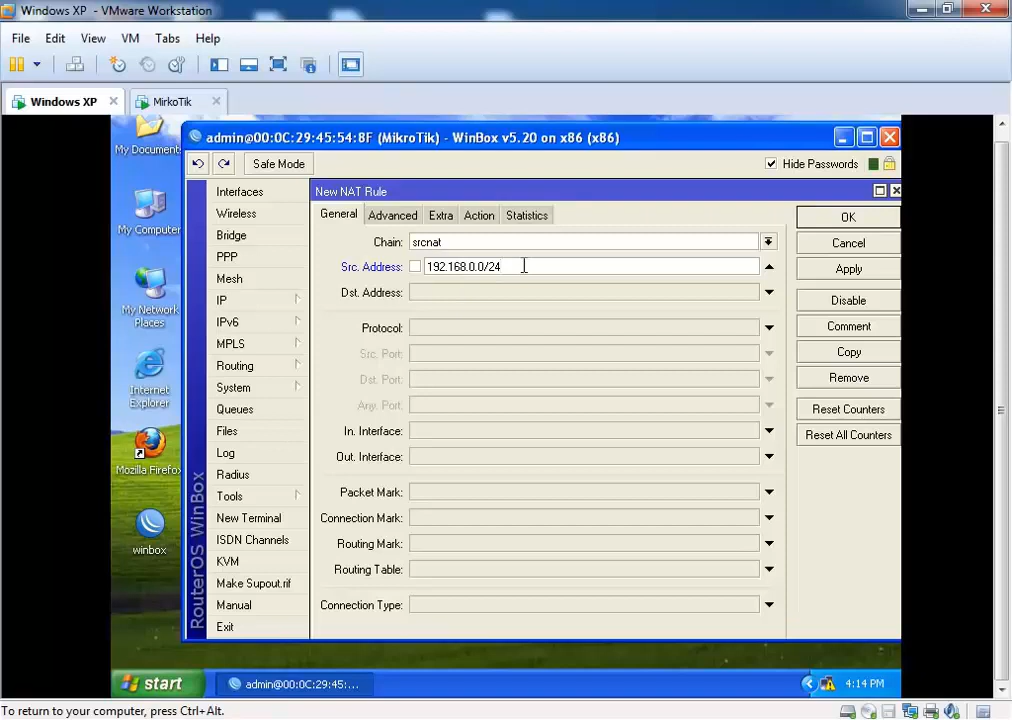 Windows XP - VMware Workstation
File Edit View VM Tabs Help
Windows XP MirkoTik
My Documents
My Computer
My Network
Places
Internet
Explorer
Mozilla Firefox
winbox
admin@00:0C:29:45:54:8F (MikroTik) - WinBox v5.20 on x86 (x86)
Safe Mode Hide Passwords
RouterOS WinBox
Interfaces
Wireless
Bridge
PPP
Mesh
IP
IPv6
MPLS
Routing
System
Queues
Files
Log
Radius
Tools
New Terminal
ISDN Channels
KVM
Make Supout.rif
Manual
Exit
New NAT Rule
General Advanced Extra Action Statistics
Chain: srcnat
Src. Address: 192.168.0.0/24
Dst. Address:
Protocol:
Src. Port:
Dst. Port:
Any. Port:
In. Interface:
Out. Interface:
Packet Mark:
Connection Mark:
Routing Mark:
Routing Table:
Connection Type:
OK
Cancel
Apply
Disable
Comment
Copy
Remove
Reset Counters
Reset All Counters
start admin@00:0C:29:45:... 4:14 PM
To return to your computer, press Ctrl+Alt.